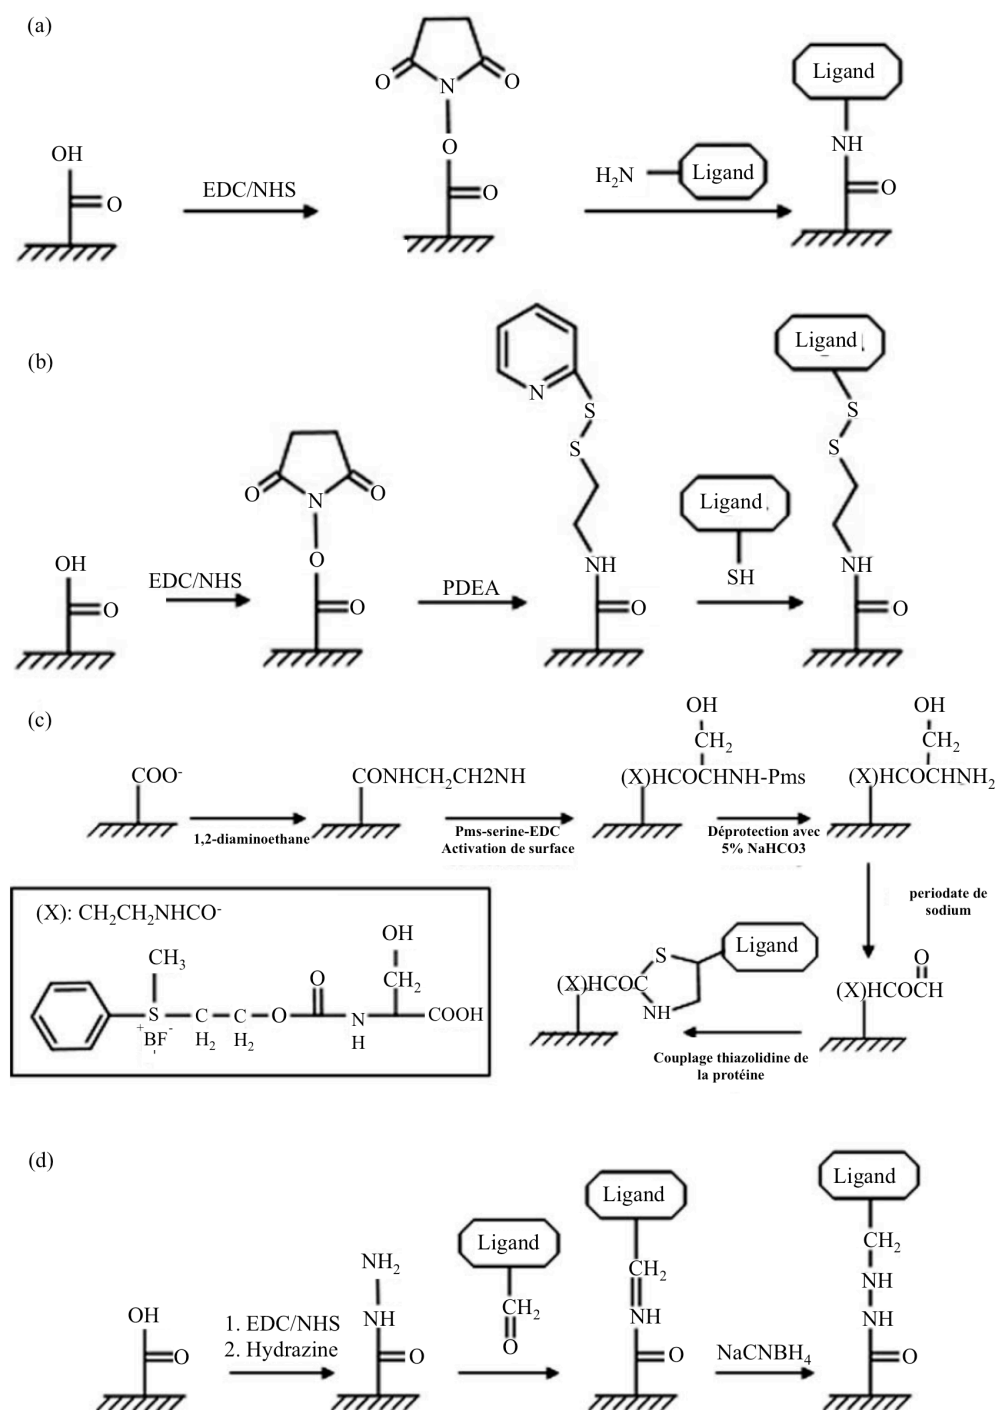 (a)
O O
N
O
O
OH
O
EDC/NHS
H₂N Ligand
Ligand
NH
O
(b)
N
S
S
NH
O
Ligand
S
S
NH
O
O O
N
O
O
OH
O
EDC/NHS
PDEA
Ligand
SH
(c)
COO⁻
1,2-diaminoethane
CONHCH₂CH2NH
Pms-serine-EDC
Activation de surface
OH
CH₂
(X)HCOCHNH-Pms
Déprotection avec
5% NaHCO3
OH
CH₂
(X)HCOCHNH₂
periodate de
sodium
O
(X)HCOCH
Couplage thiazolidine de
la protéine
Ligand
S
(X)HCOC
NH
(X): CH₂CH₂NHCO⁻
CH₃
S
+
BF⁻
C
H₂
C
H₂
O
O
N
H
OH
CH₂
COOH
(d)
OH
O
1. EDC/NHS
2. Hydrazine
NH₂
NH
O
Ligand
CH₂
O
Ligand
CH₂
NH
O
NaCNBH₄
Ligand
CH₂
NH
NH
O